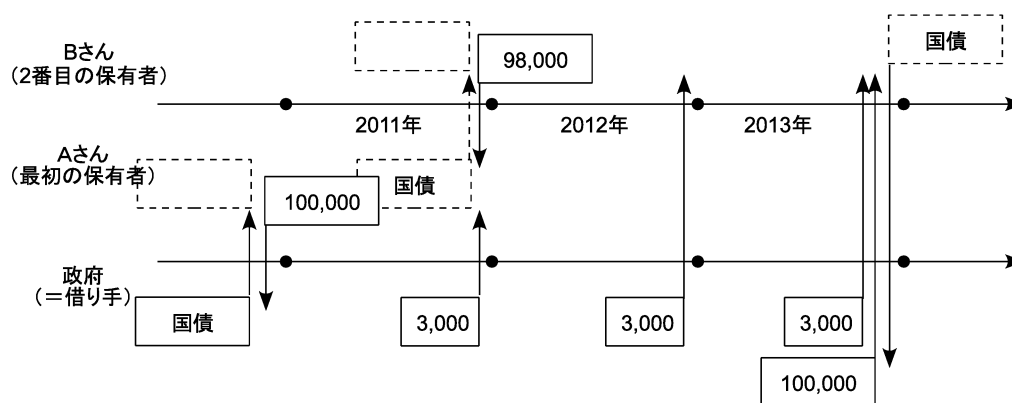 Bさん
(2番目の保有者)
98,000
国債
2011年
2012年
2013年
Aさん
(最初の保有者)
100,000
国債
政府
(＝借り手)
国債
3,000
3,000
3,000
100,000